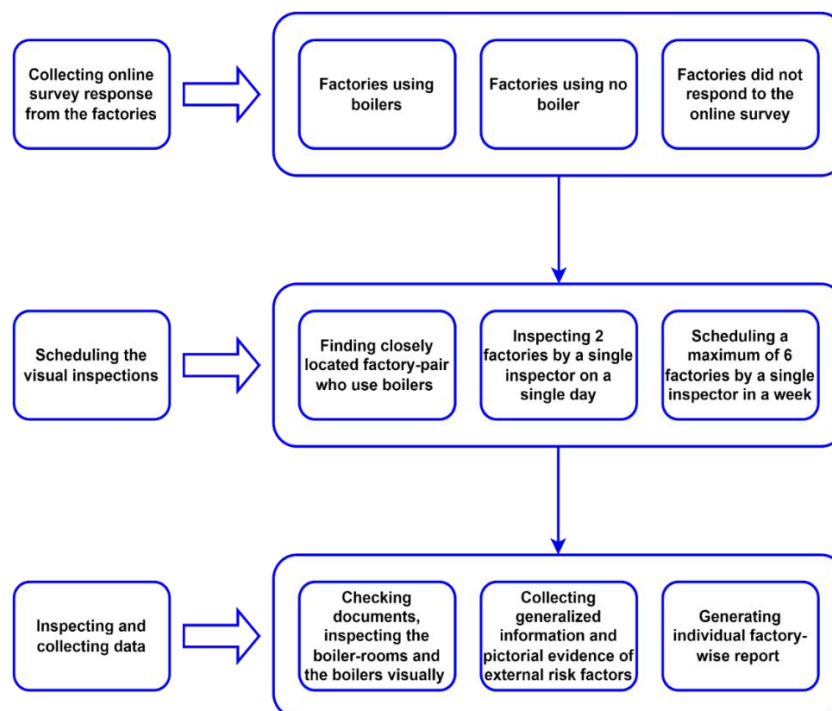 Collecting online
survey response
from the factories
Factories using
boilers
Factories using no
boiler
Factories did not
respond to the
online survey
Scheduling the
visual inspections
Finding closely
located factory-pair
who use boilers
Inspecting 2
factories by a single
inspector on a
single day
Scheduling a
maximum of 6
factories by a single
inspector in a week
Inspecting and
collecting data
Checking
documents,
inspecting the
boiler-rooms and
the boilers visually
Collecting
generalized
information and
pictorial evidence of
external risk factors
Generating
individual factory-
wise report